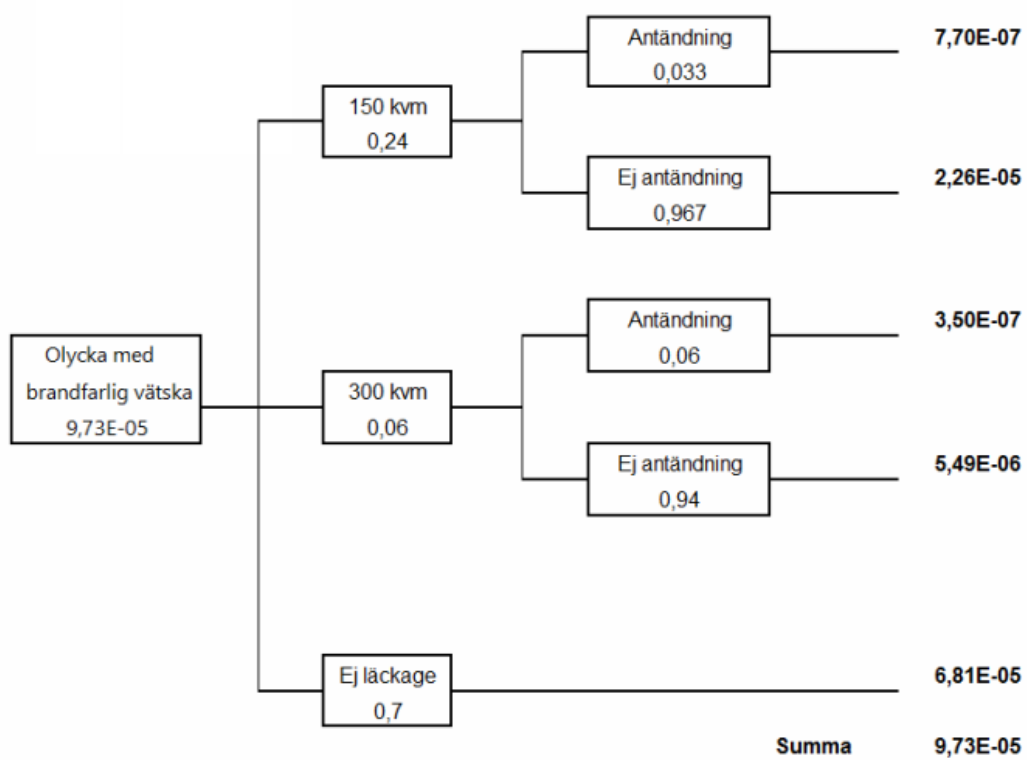 Antändning
0,033
7,70E-07
150 kvm
0,24
Ej antändning
0,967
2,26E-05
Olycka med
brandfarlig vätska
9,73E-05
300 kvm
0,06
Antändning
0,06
3,50E-07
Ej antändning
0,94
5,49E-06
Ej läckage
0,7
6,81E-05
Summa 9,73E-05